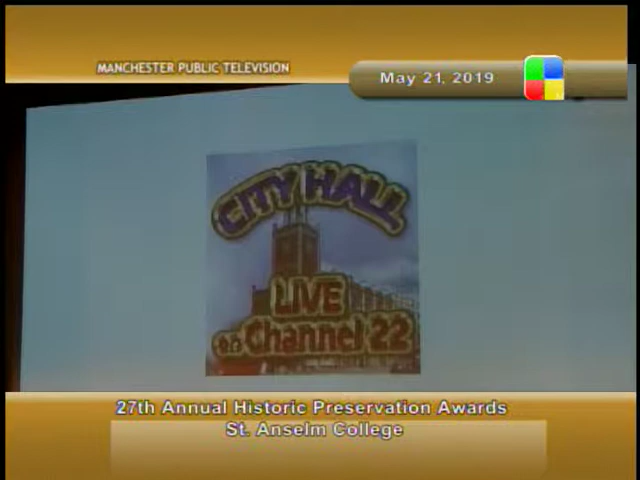 MANCHESTER PUBLIC TELEVISION
May 21, 2019
CITY HALL
LIVE
on Channel 22
27th Annual Historic Preservation Awards
St. Anselm College